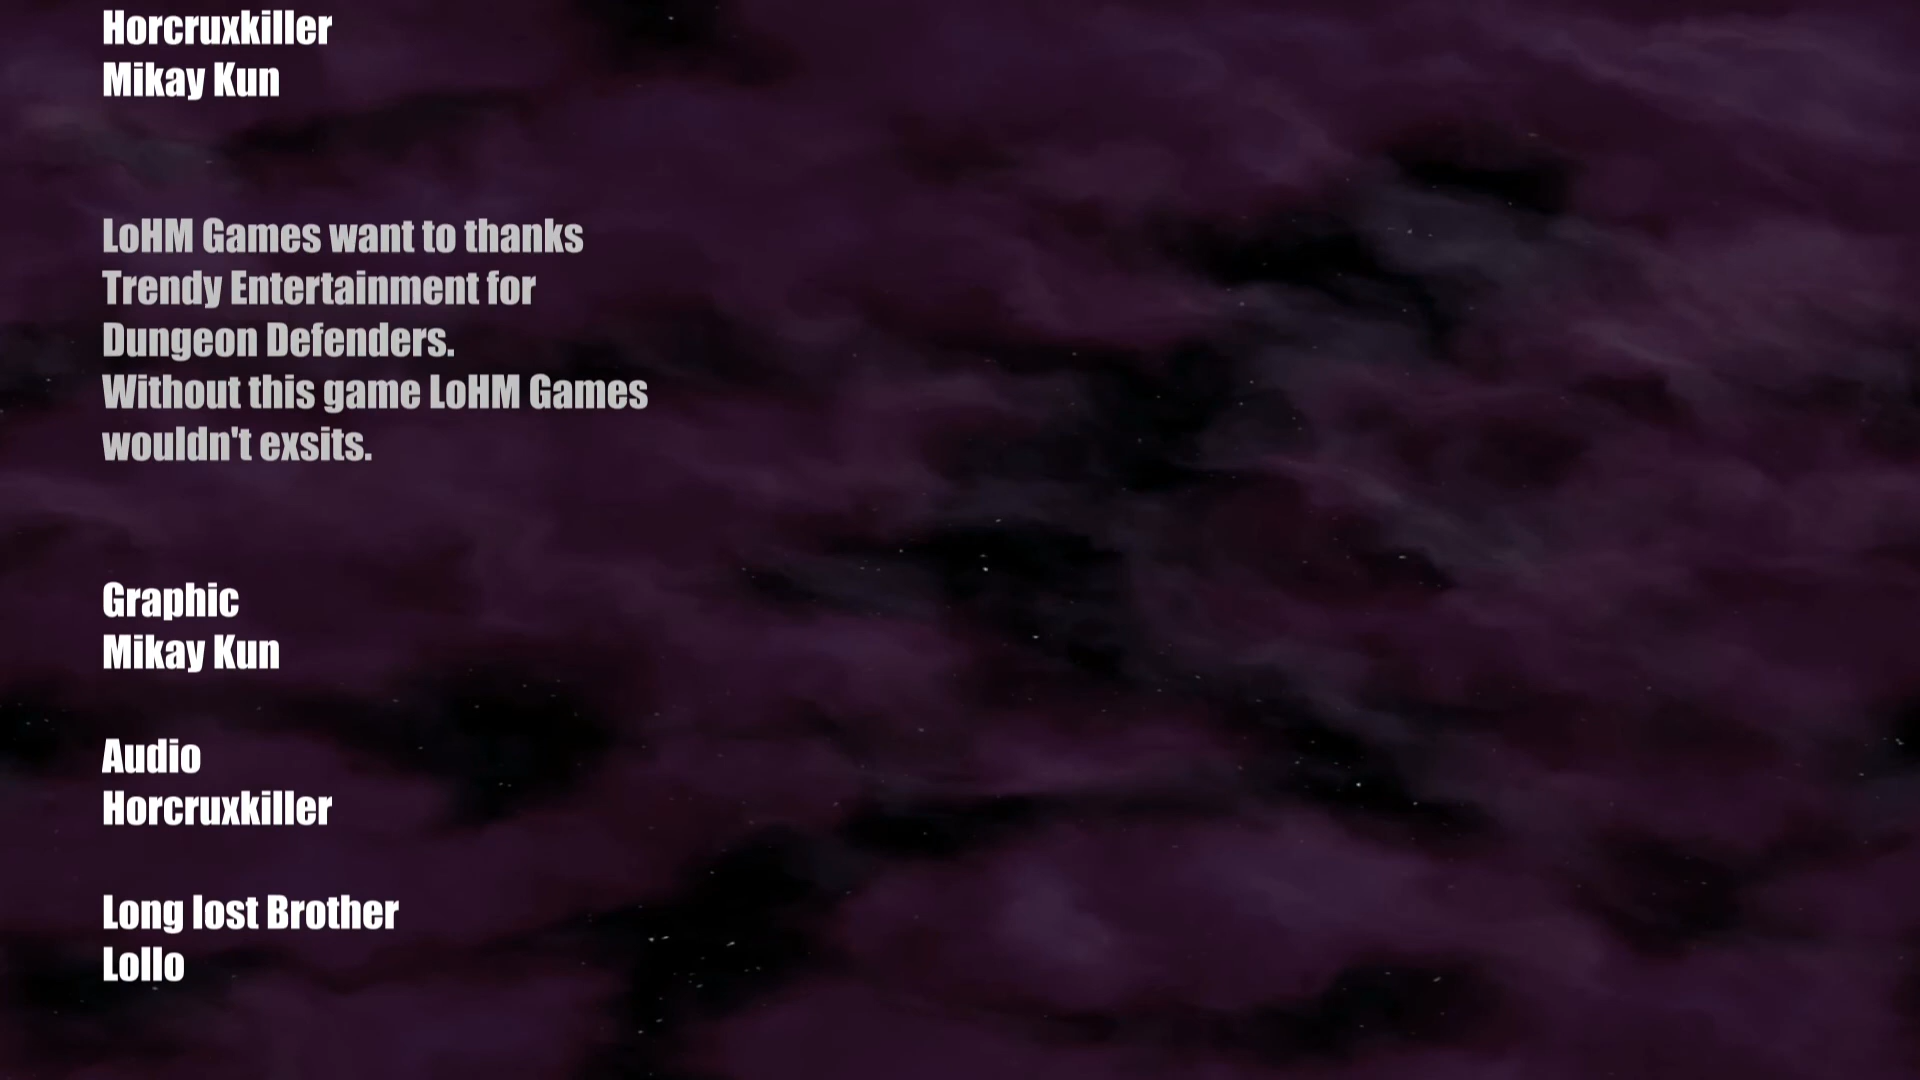 Horcruxkiller
Mikay Kun
LoHM Games want to thanks
Trendy Entertainment for
Dungeon Defenders.
Without this game LoHM Games
wouldn't exsits.
Graphic
Mikay Kun
Audio
Horcruxkiller
Long lost Brother
Lollo